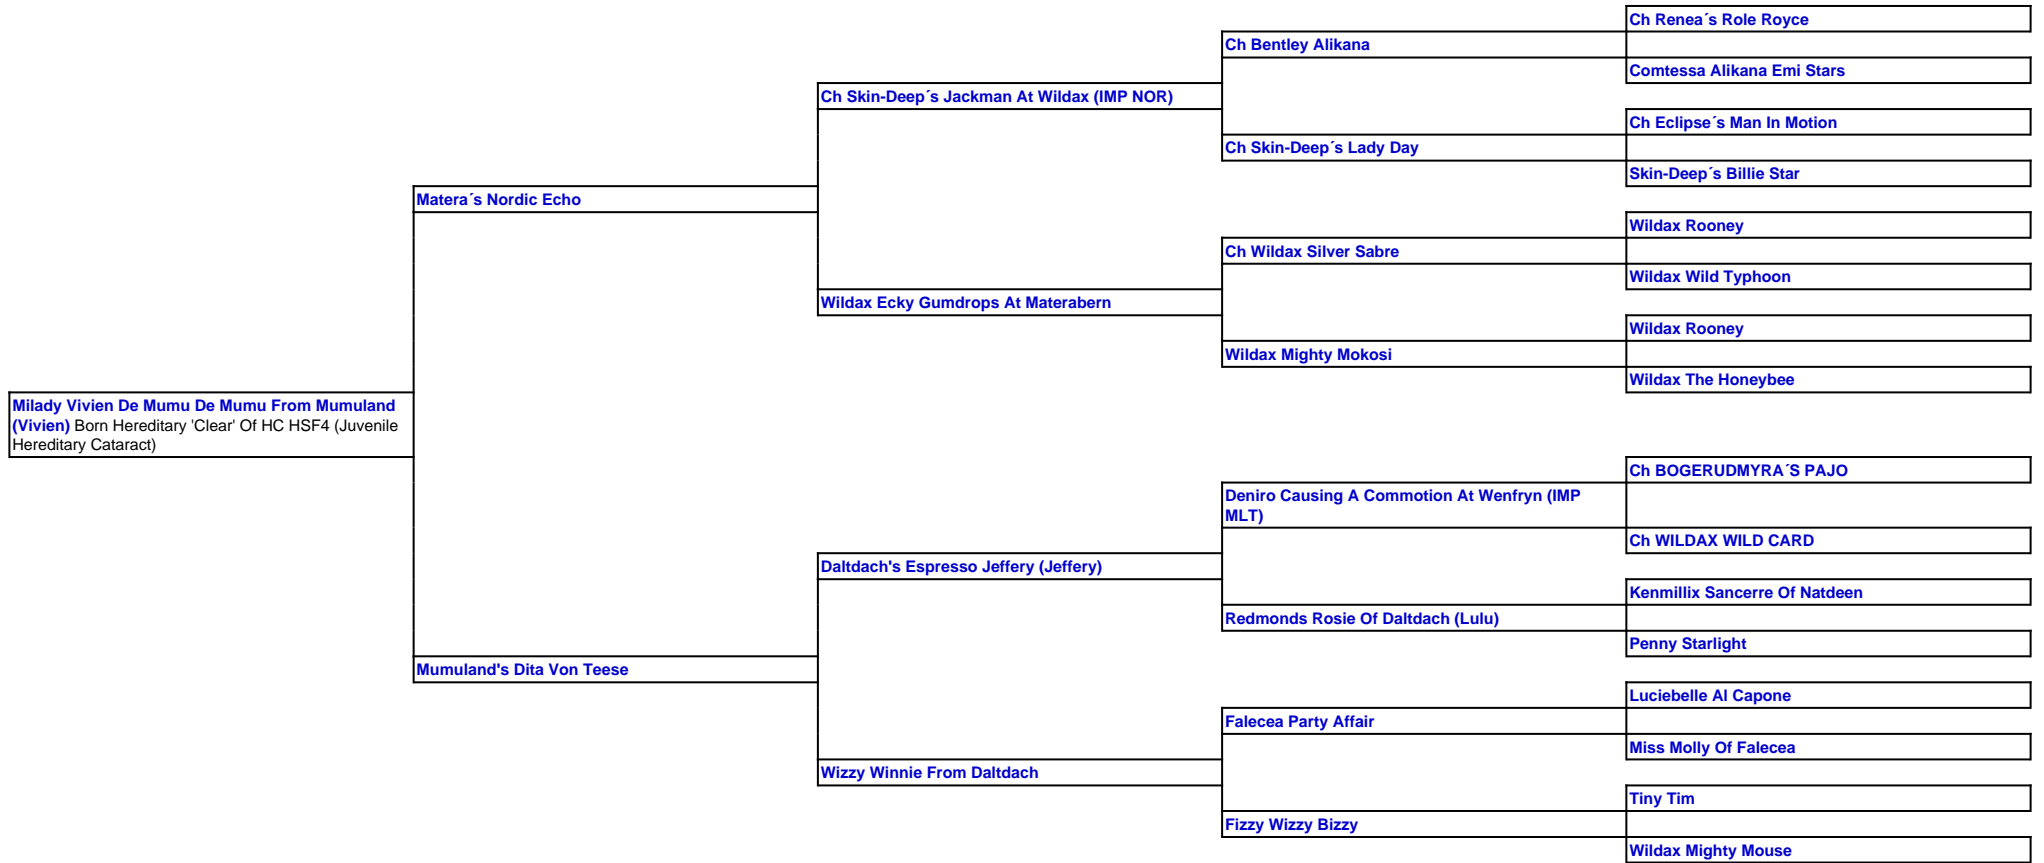 Ch Renea´s Role Royce
Ch Bentley Alikana
Comtessa Alikana Emi Stars
Ch Skin-Deep´s Jackman At Wildax (IMP NOR)
Ch Eclipse´s Man In Motion
Ch Skin-Deep´s Lady Day
Skin-Deep´s Billie Star
Matera´s Nordic Echo
Wildax Rooney
Ch Wildax Silver Sabre
Wildax Wild Typhoon
Wildax Ecky Gumdrops At Materabern
Wildax Rooney
Wildax Mighty Mokosi
Wildax The Honeybee
Milady Vivien De Mumu De Mumu From Mumuland
(Vivien) Born Hereditary 'Clear' Of HC HSF4 (Juvenile
Hereditary Cataract)
Ch BOGERUDMYRA´S PAJO
Deniro Causing A Commotion At Wenfryn (IMP
MLT)
Ch WILDAX WILD CARD
Daltdach's Espresso Jeffery (Jeffery)
Kenmillix Sancerre Of Natdeen
Redmonds Rosie Of Daltdach (Lulu)
Penny Starlight
Mumuland's Dita Von Teese
Luciebelle Al Capone
Falecea Party Affair
Miss Molly Of Falecea
Wizzy Winnie From Daltdach
Tiny Tim
Fizzy Wizzy Bizzy
Wildax Mighty Mouse